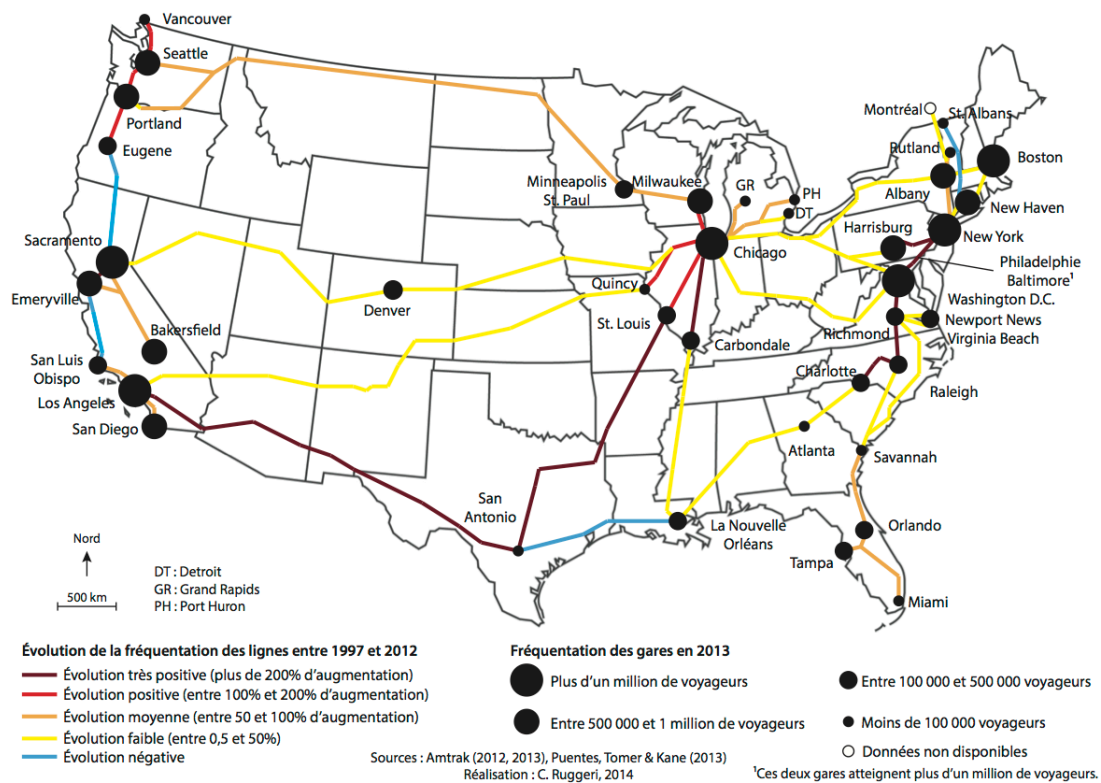 Vancouver
Seattle
Portland
Eugene
Sacramento
Emeryville
Bakersfield
San Luis
Obispo
Los Angeles
San Diego
Denver
Minneapolis
St. Paul
Milwaukee
GR
PH
DT
Chicago
Quincy
St. Louis
Carbondale
San
Antonio
La Nouvelle
Orléans
Montréal
St. Albans
Rutland
Boston
Albany
New Haven
Harrisburg
New York
Philadelphie
Baltimore¹
Washington D.C.
Richmond
Newport News
Virginia Beach
Charlotte
Raleigh
Atlanta
Savannah
Orlando
Tampa
Miami
Nord
500 km
DT : Detroit
GR : Grand Rapids
PH : Port Huron
Évolution de la fréquentation des lignes entre 1997 et 2012
Évolution très positive (plus de 200% d'augmentation)
Évolution positive (entre 100% et 200% d'augmentation)
Évolution moyenne (entre 50 et 100% d'augmentation)
Évolution faible (entre 0,5 et 50%)
Évolution négative
Fréquentation des gares en 2013
Plus d'un million de voyageurs
Entre 500 000 et 1 million de voyageurs
Entre 100 000 et 500 000 voyageurs
Moins de 100 000 voyageurs
Données non disponibles
Sources : Amtrak (2012, 2013), Puentes, Tomer & Kane (2013)
Réalisation : C. Ruggeri, 2014
¹Ces deux gares atteignent plus d'un million de voyageurs.